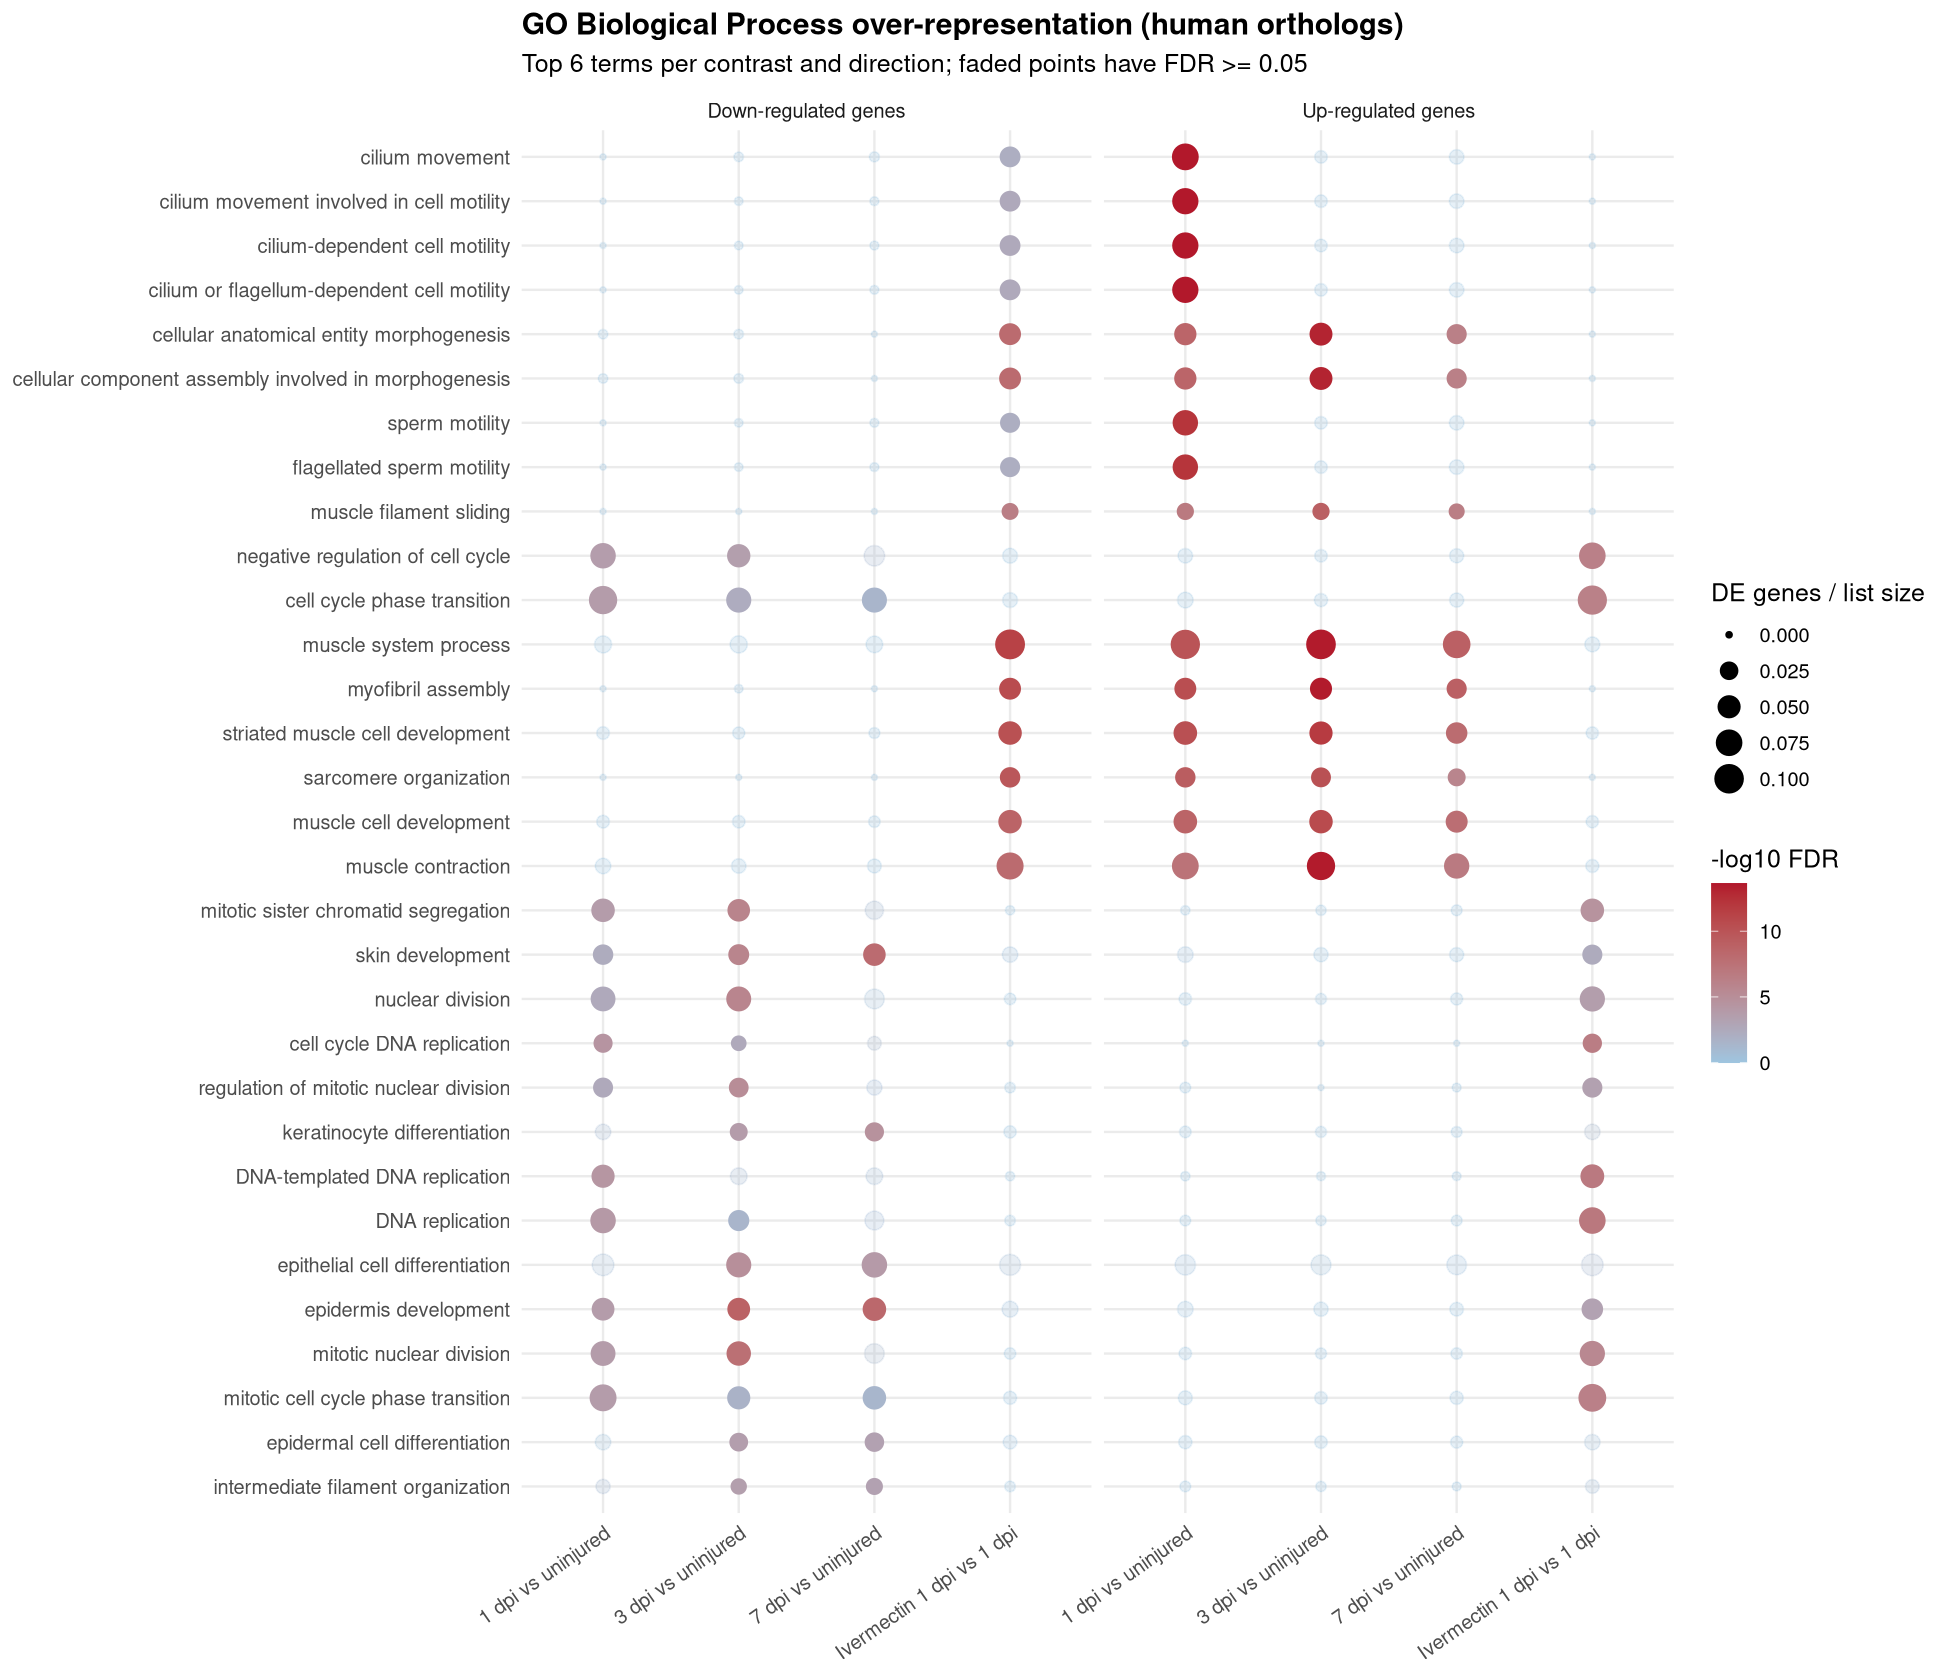 GO Biological Process over-representation (human orthologs)
Top 6 terms per contrast and direction; faded points have FDR >= 0.05
Down-regulated genes
Up-regulated genes
cilium movement
cilium movement involved in cell motility
cilium-dependent cell motility
cilium or flagellum-dependent cell motility
cellular anatomical entity morphogenesis
cellular component assembly involved in morphogenesis
sperm motility
flagellated sperm motility
muscle filament sliding
negative regulation of cell cycle
cell cycle phase transition
muscle system process
myofibril assembly
striated muscle cell development
sarcomere organization
muscle cell development
muscle contraction
mitotic sister chromatid segregation
skin development
nuclear division
cell cycle DNA replication
regulation of mitotic nuclear division
keratinocyte differentiation
DNA-templated DNA replication
DNA replication
epithelial cell differentiation
epidermis development
mitotic nuclear division
mitotic cell cycle phase transition
epidermal cell differentiation
intermediate filament organization
1 dpi vs uninjured
3 dpi vs uninjured
7 dpi vs uninjured
Ivermectin 1 dpi vs 1 dpi
1 dpi vs uninjured
3 dpi vs uninjured
7 dpi vs uninjured
Ivermectin 1 dpi vs 1 dpi
DE genes / list size
0.000
0.025
0.050
0.075
0.100
-log10 FDR
10
5
0